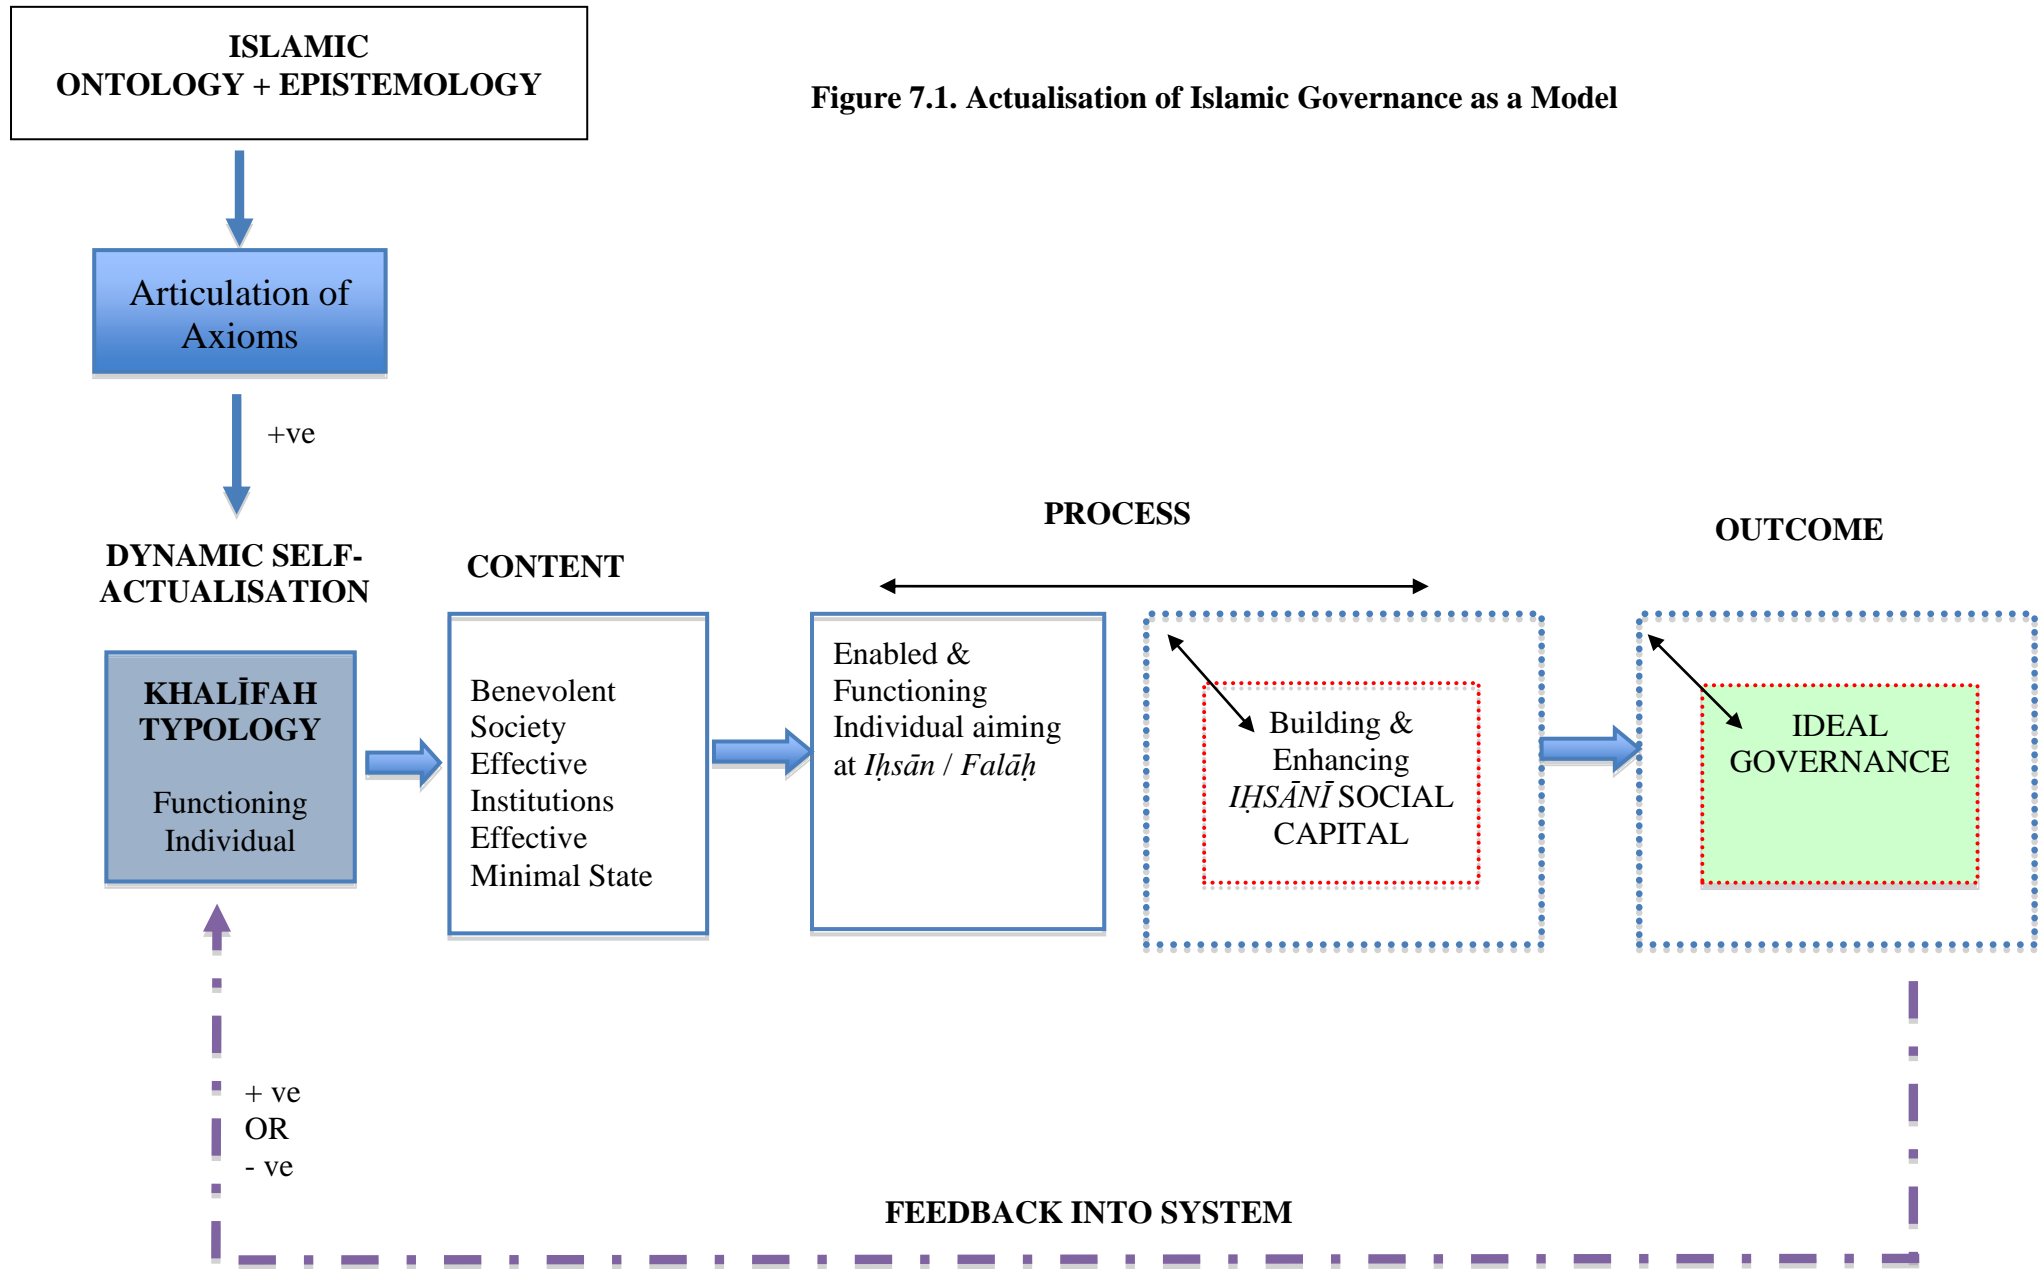 ISLAMIC
ONTOLOGY + EPISTEMOLOGY
Figure 7.1. Actualisation of Islamic Governance as a Model
Articulation of
Axioms
+ve
DYNAMIC SELF-
ACTUALISATION
CONTENT
PROCESS
OUTCOME
KHALĪFAH
TYPOLOGY
Functioning
Individual
Benevolent
Society
Effective
Institutions
Effective
Minimal State
Enabled &
Functioning
Individual aiming
at Iḥsān / Falāḥ
Building &
Enhancing
IḤSĀNĪ SOCIAL
CAPITAL
IDEAL
GOVERNANCE
+ ve
OR
- ve
FEEDBACK INTO SYSTEM